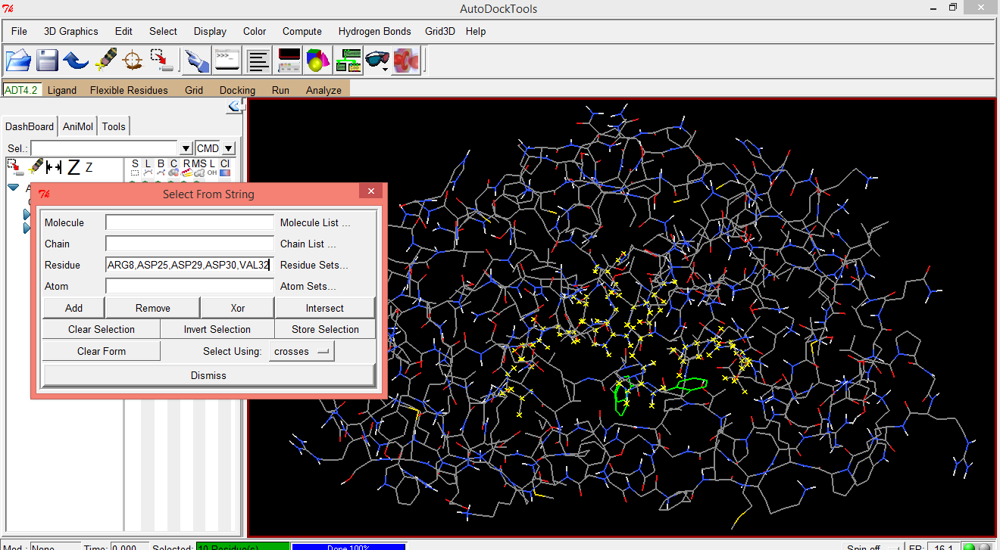 AutoDockTools
File 3D Graphics Edit Select Display Color Compute Hydrogen Bonds Grid3D Help
>>>_
ADT4.2 Ligand Flexible Residues Grid Docking Run Analyze
DashBoard AniMol Tools
Sel.: CMD
Z Z S L B C R MS L Cl
OH
Select From String
Molecule Molecule List ...
Chain Chain List ...
Residue ARG8,ASP25,ASP29,ASP30,VAL32 Residue Sets...
Atom Atom Sets...
Add Remove Xor Intersect
Clear Selection Invert Selection Store Selection
Clear Form Select Using: crosses
Dismiss
Mod.: None Time: 0.000 Selected: 10 Residue(s) Done 100% Spin off FR: 16.1